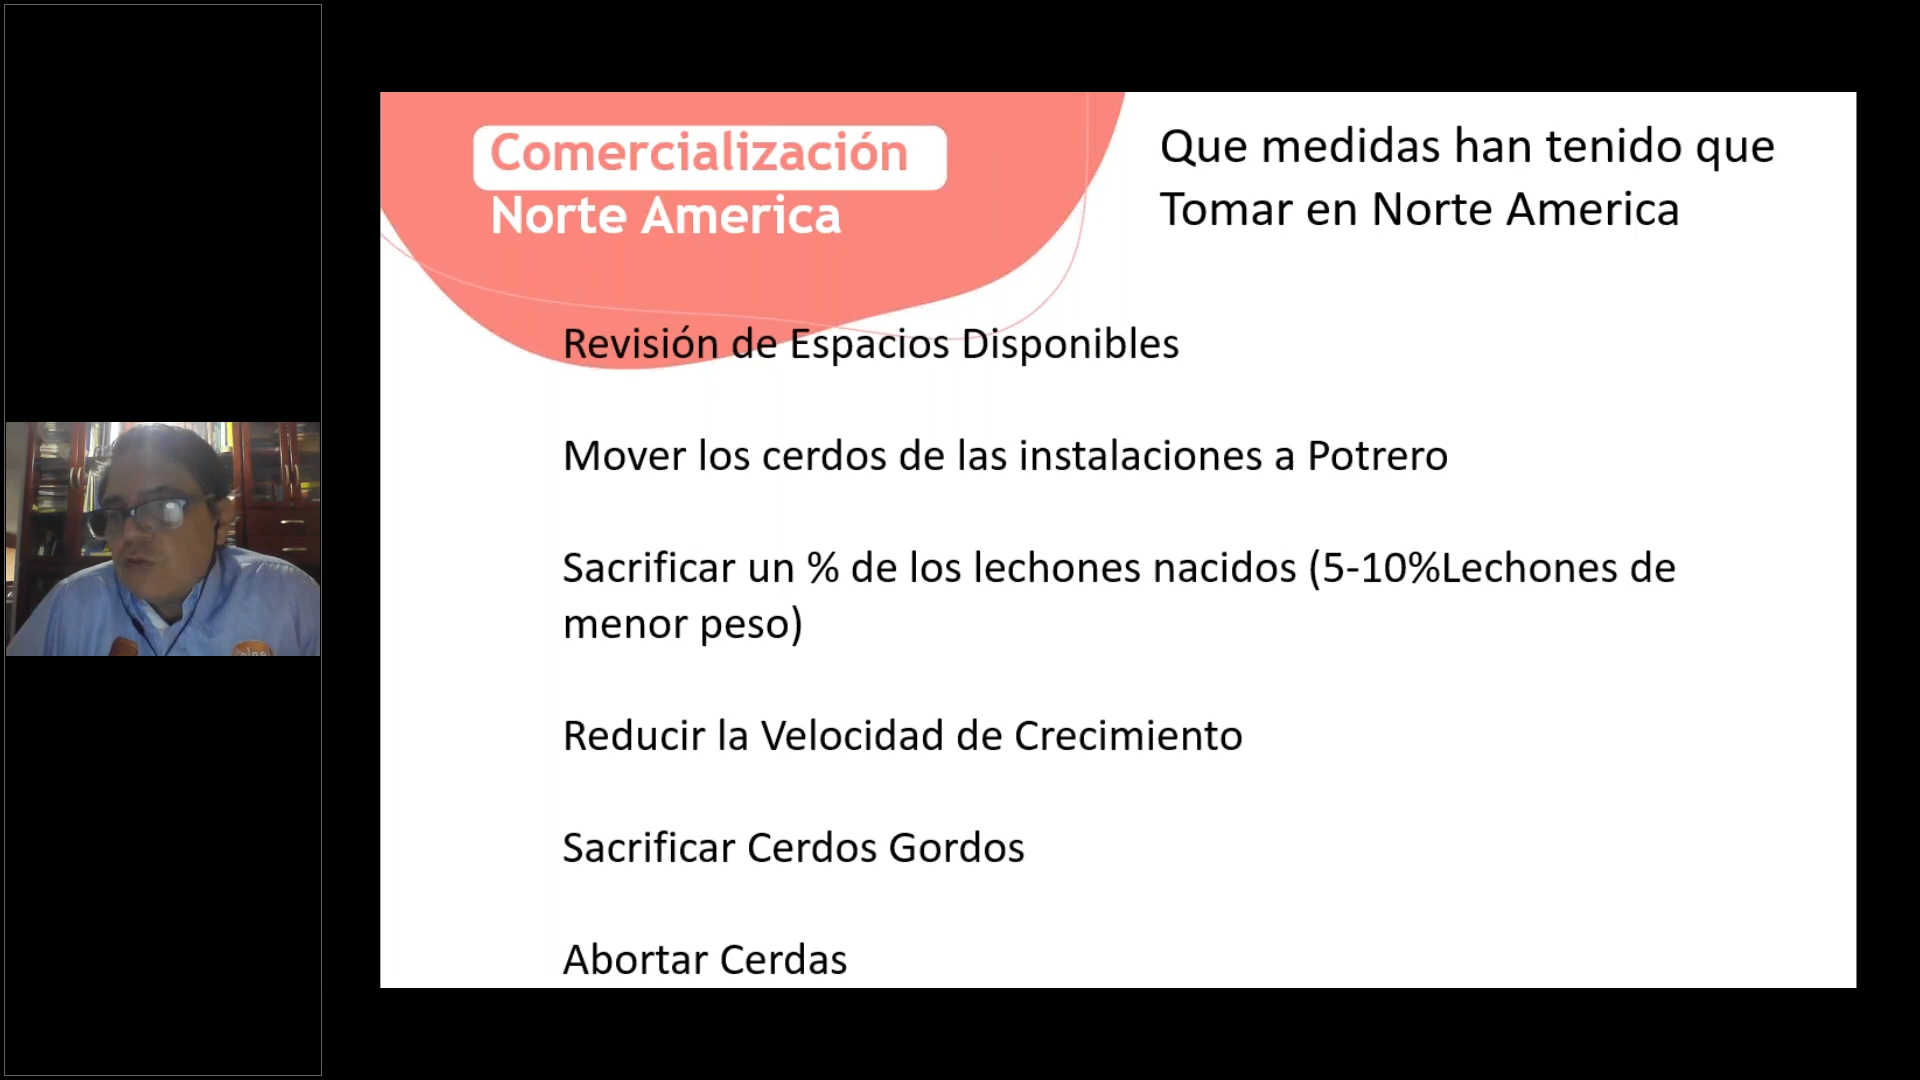 Comercialización
Norte America
Que medidas han tenido que
Tomar en Norte America
Revisión de Espacios Disponibles
Mover los cerdos de las instalaciones a Potrero
Sacrificar un % de los lechones nacidos (5-10%Lechones de
menor peso)
Reducir la Velocidad de Crecimiento
Sacrificar Cerdos Gordos
Abortar Cerdas